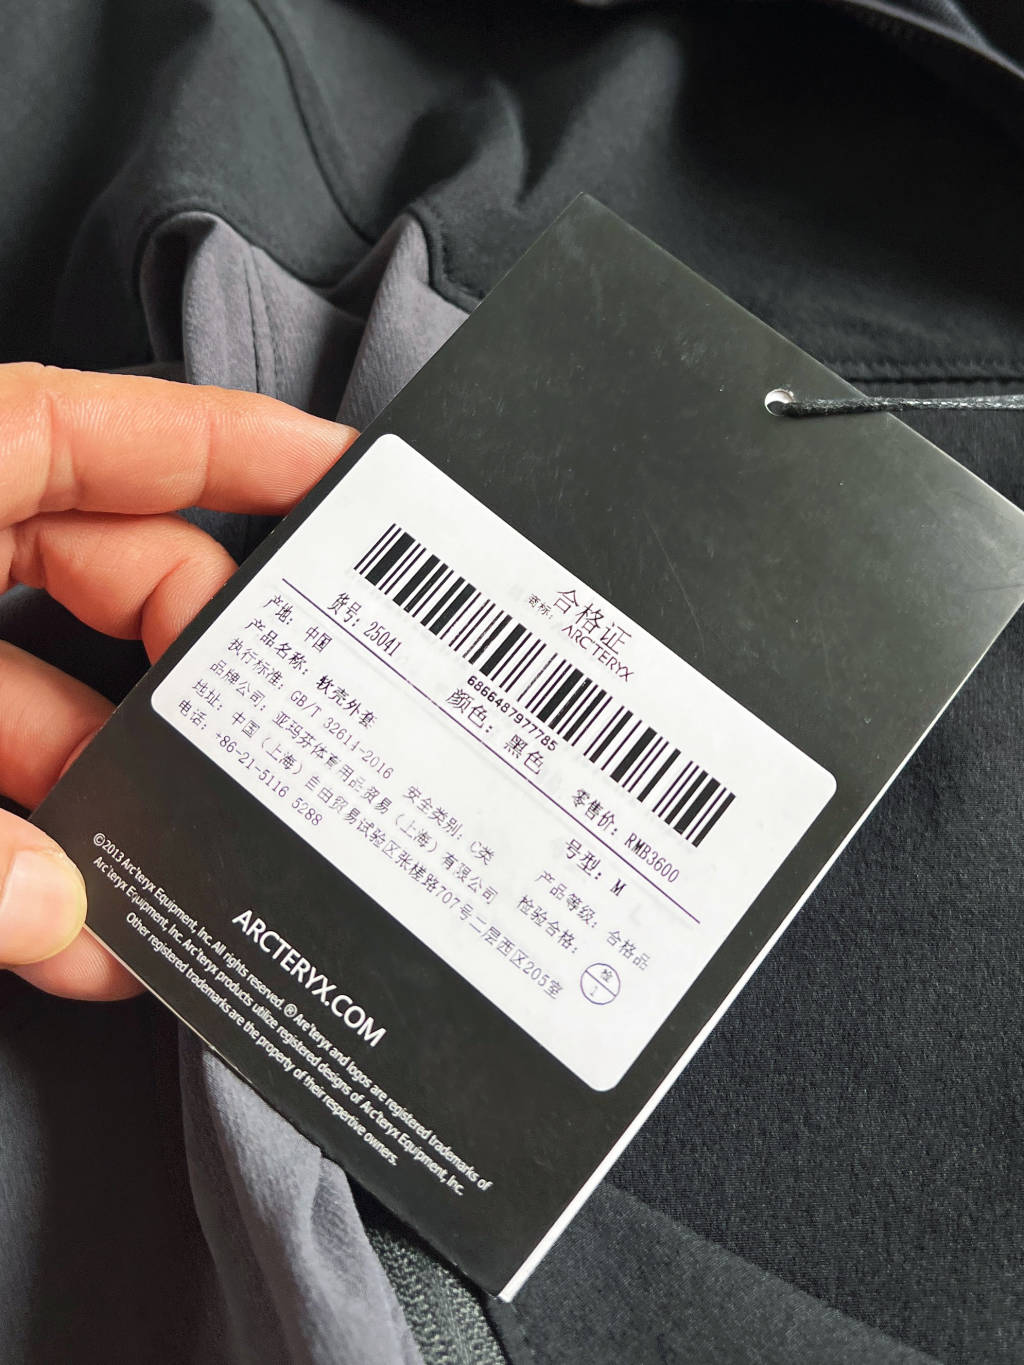 合格证
商标: ARC'TERYX
6866487977785
货号: 25041
颜色: 黑色
零售价: RMB3600
产地: 中国
号型: M
产品名称: 软壳外套
产品等级: 合格品
执行标准: GB/T 32614-2016
安全类别: C类
检验合格:
检
1
品牌公司: 亚玛芬体育用品贸易(上海)有限公司
地址: 中国(上海)自由贸易试验区张槎路707号二层西区205室
电话: +86-21-5116 5288
ARCTERYX.COM
©2013 Arc'teryx Equipment, Inc. All rights reserved. ® Are'teryx and logos are registered trademarks of
Arc'teryx Equipment, Inc. Arc'teryx products utilize registered designs of Arc'teryx Equipment, Inc.
Other registered trademarks are the property of their respertive owners.